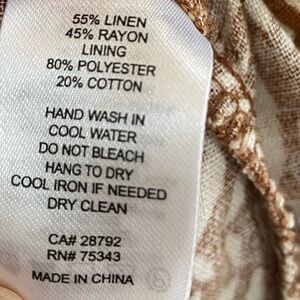 55% LINEN
45% RAYON
LINING
80% POLYESTER
20% COTTON
HAND WASH IN
COOL WATER
DO NOT BLEACH
HANG TO DRY
COOL IRON IF NEEDED
DRY CLEAN
CA# 28792
RN# 75343
MADE IN CHINA